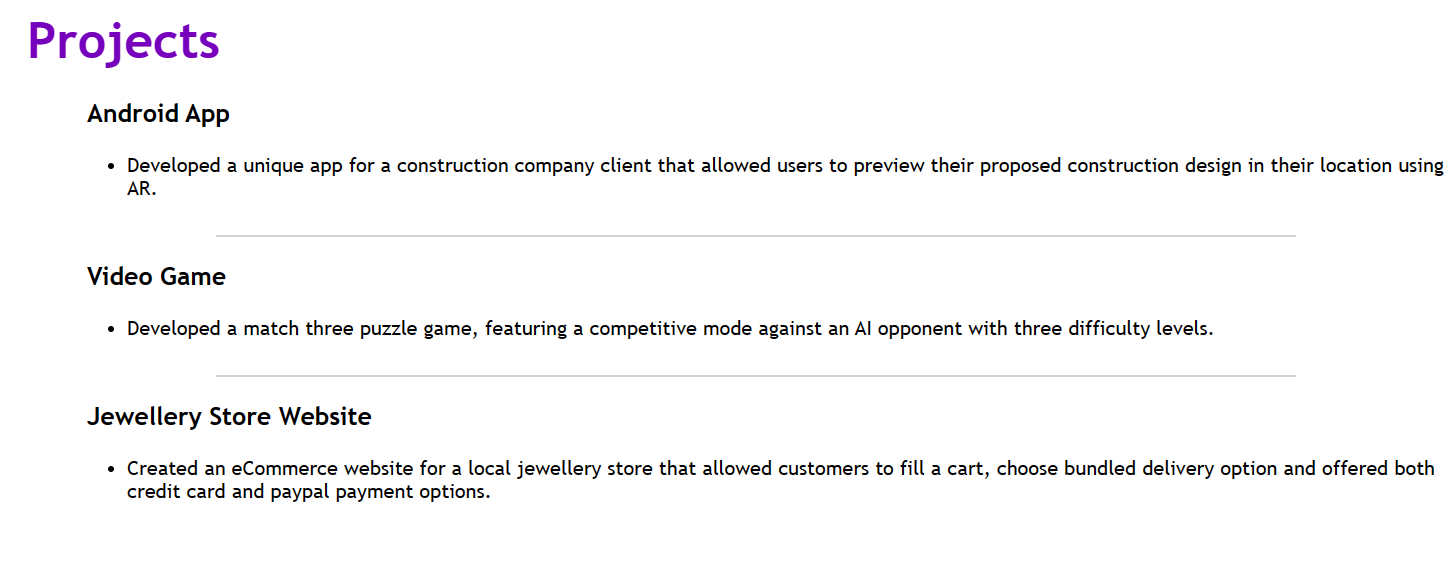 Projects
Android App
• Developed a unique app for a construction company client that allowed users to preview their proposed construction design in their location using
AR.
Video Game
• Developed a match three puzzle game, featuring a competitive mode against an AI opponent with three difficulty levels.
Jewellery Store Website
• Created an eCommerce website for a local jewellery store that allowed customers to fill a cart, choose bundled delivery option and offered both
credit card and paypal payment options.